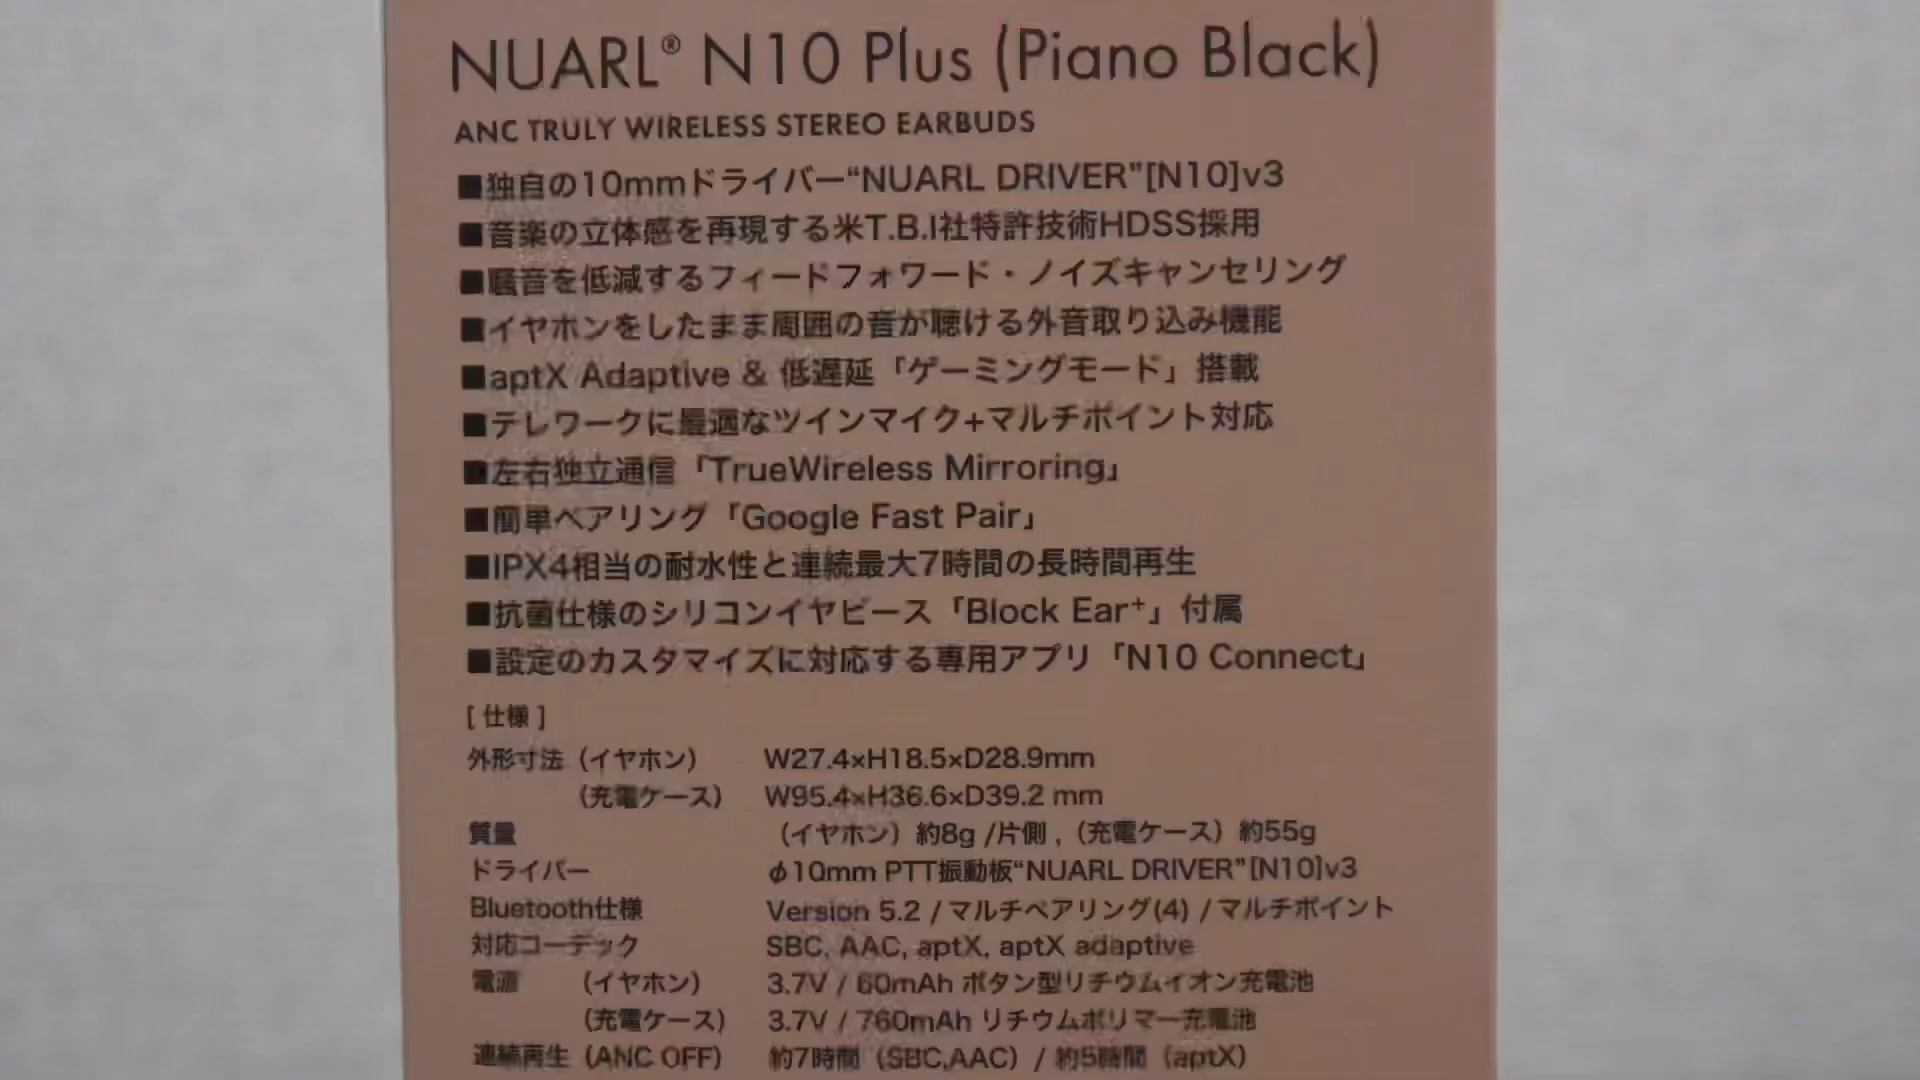 NUARL® N10 Plus (Piano Black)
ANC TRULY WIRELESS STEREO EARBUDS
■独自の10mmドライバー“NUARL DRIVER”[N10]v3
■音楽の立体感を再現する米T.B.I社特許技術HDSS採用
■騒音を低減するフィードフォワード・ノイズキャンセリング
■イヤホンをしたまま周囲の音が聴ける外音取り込み機能
■aptX Adaptive & 低遅延「ゲーミングモード」搭載
■テレワークに最適なツインマイク+マルチポイント対応
■左右独立通信「TrueWireless Mirroring」
■簡単ペアリング「Google Fast Pair」
■IPX4相当の耐水性と連続最大7時間の長時間再生
■抗菌仕様のシリコンイヤピース「Block Ear⁺」付属
■設定のカスタマイズに対応する専用アプリ「N10 Connect」
[ 仕様 ]
外形寸法（イヤホン） W27.4×H18.5×D28.9mm
（充電ケース） W95.4×H36.6×D39.2 mm
質量 （イヤホン）約8g /片側 ,（充電ケース）約55g
ドライバー φ10mm PTT振動板“NUARL DRIVER”[N10]v3
Bluetooth仕様 Version 5.2 / マルチペアリング(4) / マルチポイント
対応コーデック SBC, AAC, aptX, aptX adaptive
電源 （イヤホン） 3.7V / 60mAh ボタン型リチウムイオン充電池
（充電ケース） 3.7V / 760mAh リチウムポリマー充電池
連続再生（ANC OFF） 約7時間（SBC,AAC）/ 約5時間（aptX）